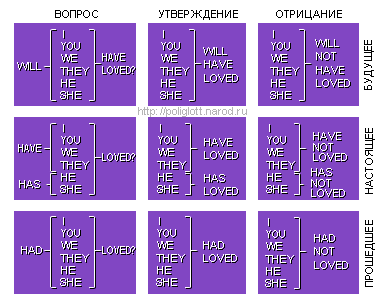 ВОПРОС
УТВЕРЖДЕНИЕ
ОТРИЦАНИЕ
WILL
I
YOU
WE
THEY
HE
SHE
HAVE
LOVED?
I
YOU
WE
THEY
HE
SHE
WILL
HAVE
LOVED
I
YOU
WE
THEY
HE
SHE
WILL
NOT
HAVE
LOVED
БУДУЩЕЕ
http://poliglott.narod.ru
HAVE
HAS
I
YOU
WE
THEY
HE
SHE
LOVED?
I
YOU
WE
THEY
HE
SHE
HAVE
LOVED
HAS
LOVED
I
YOU
WE
THEY
HE
SHE
HAVE
NOT
LOVED
HAS
NOT
LOVED
НАСТОЯЩЕЕ
HAD
I
YOU
WE
THEY
HE
SHE
LOVED?
I
YOU
WE
THEY
HE
SHE
HAD
LOVED
I
YOU
WE
THEY
HE
SHE
HAD
NOT
LOVED
ПРОШЕДШЕЕ